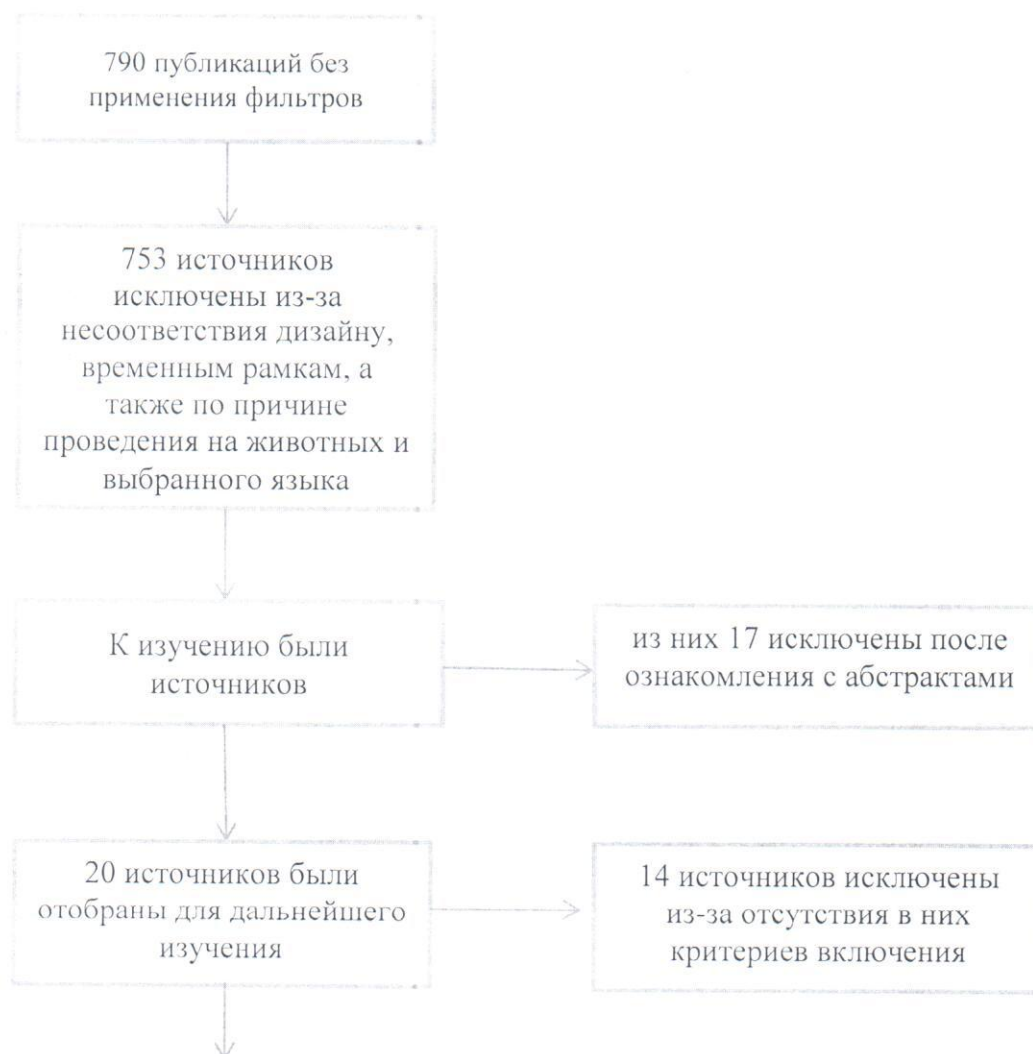 790 публикаций без
применения фильтров
753 источников
исключены из-за
несоответствия дизайну,
временным рамкам, а
также по причине
проведения на животных и
выбранного языка
К изучению были
источников
из них 17 исключены после
ознакомления с абстрактами
20 источников были
отобраны для дальнейшего
изучения
14 источников исключены
из-за отсутствия в них
критериев включения